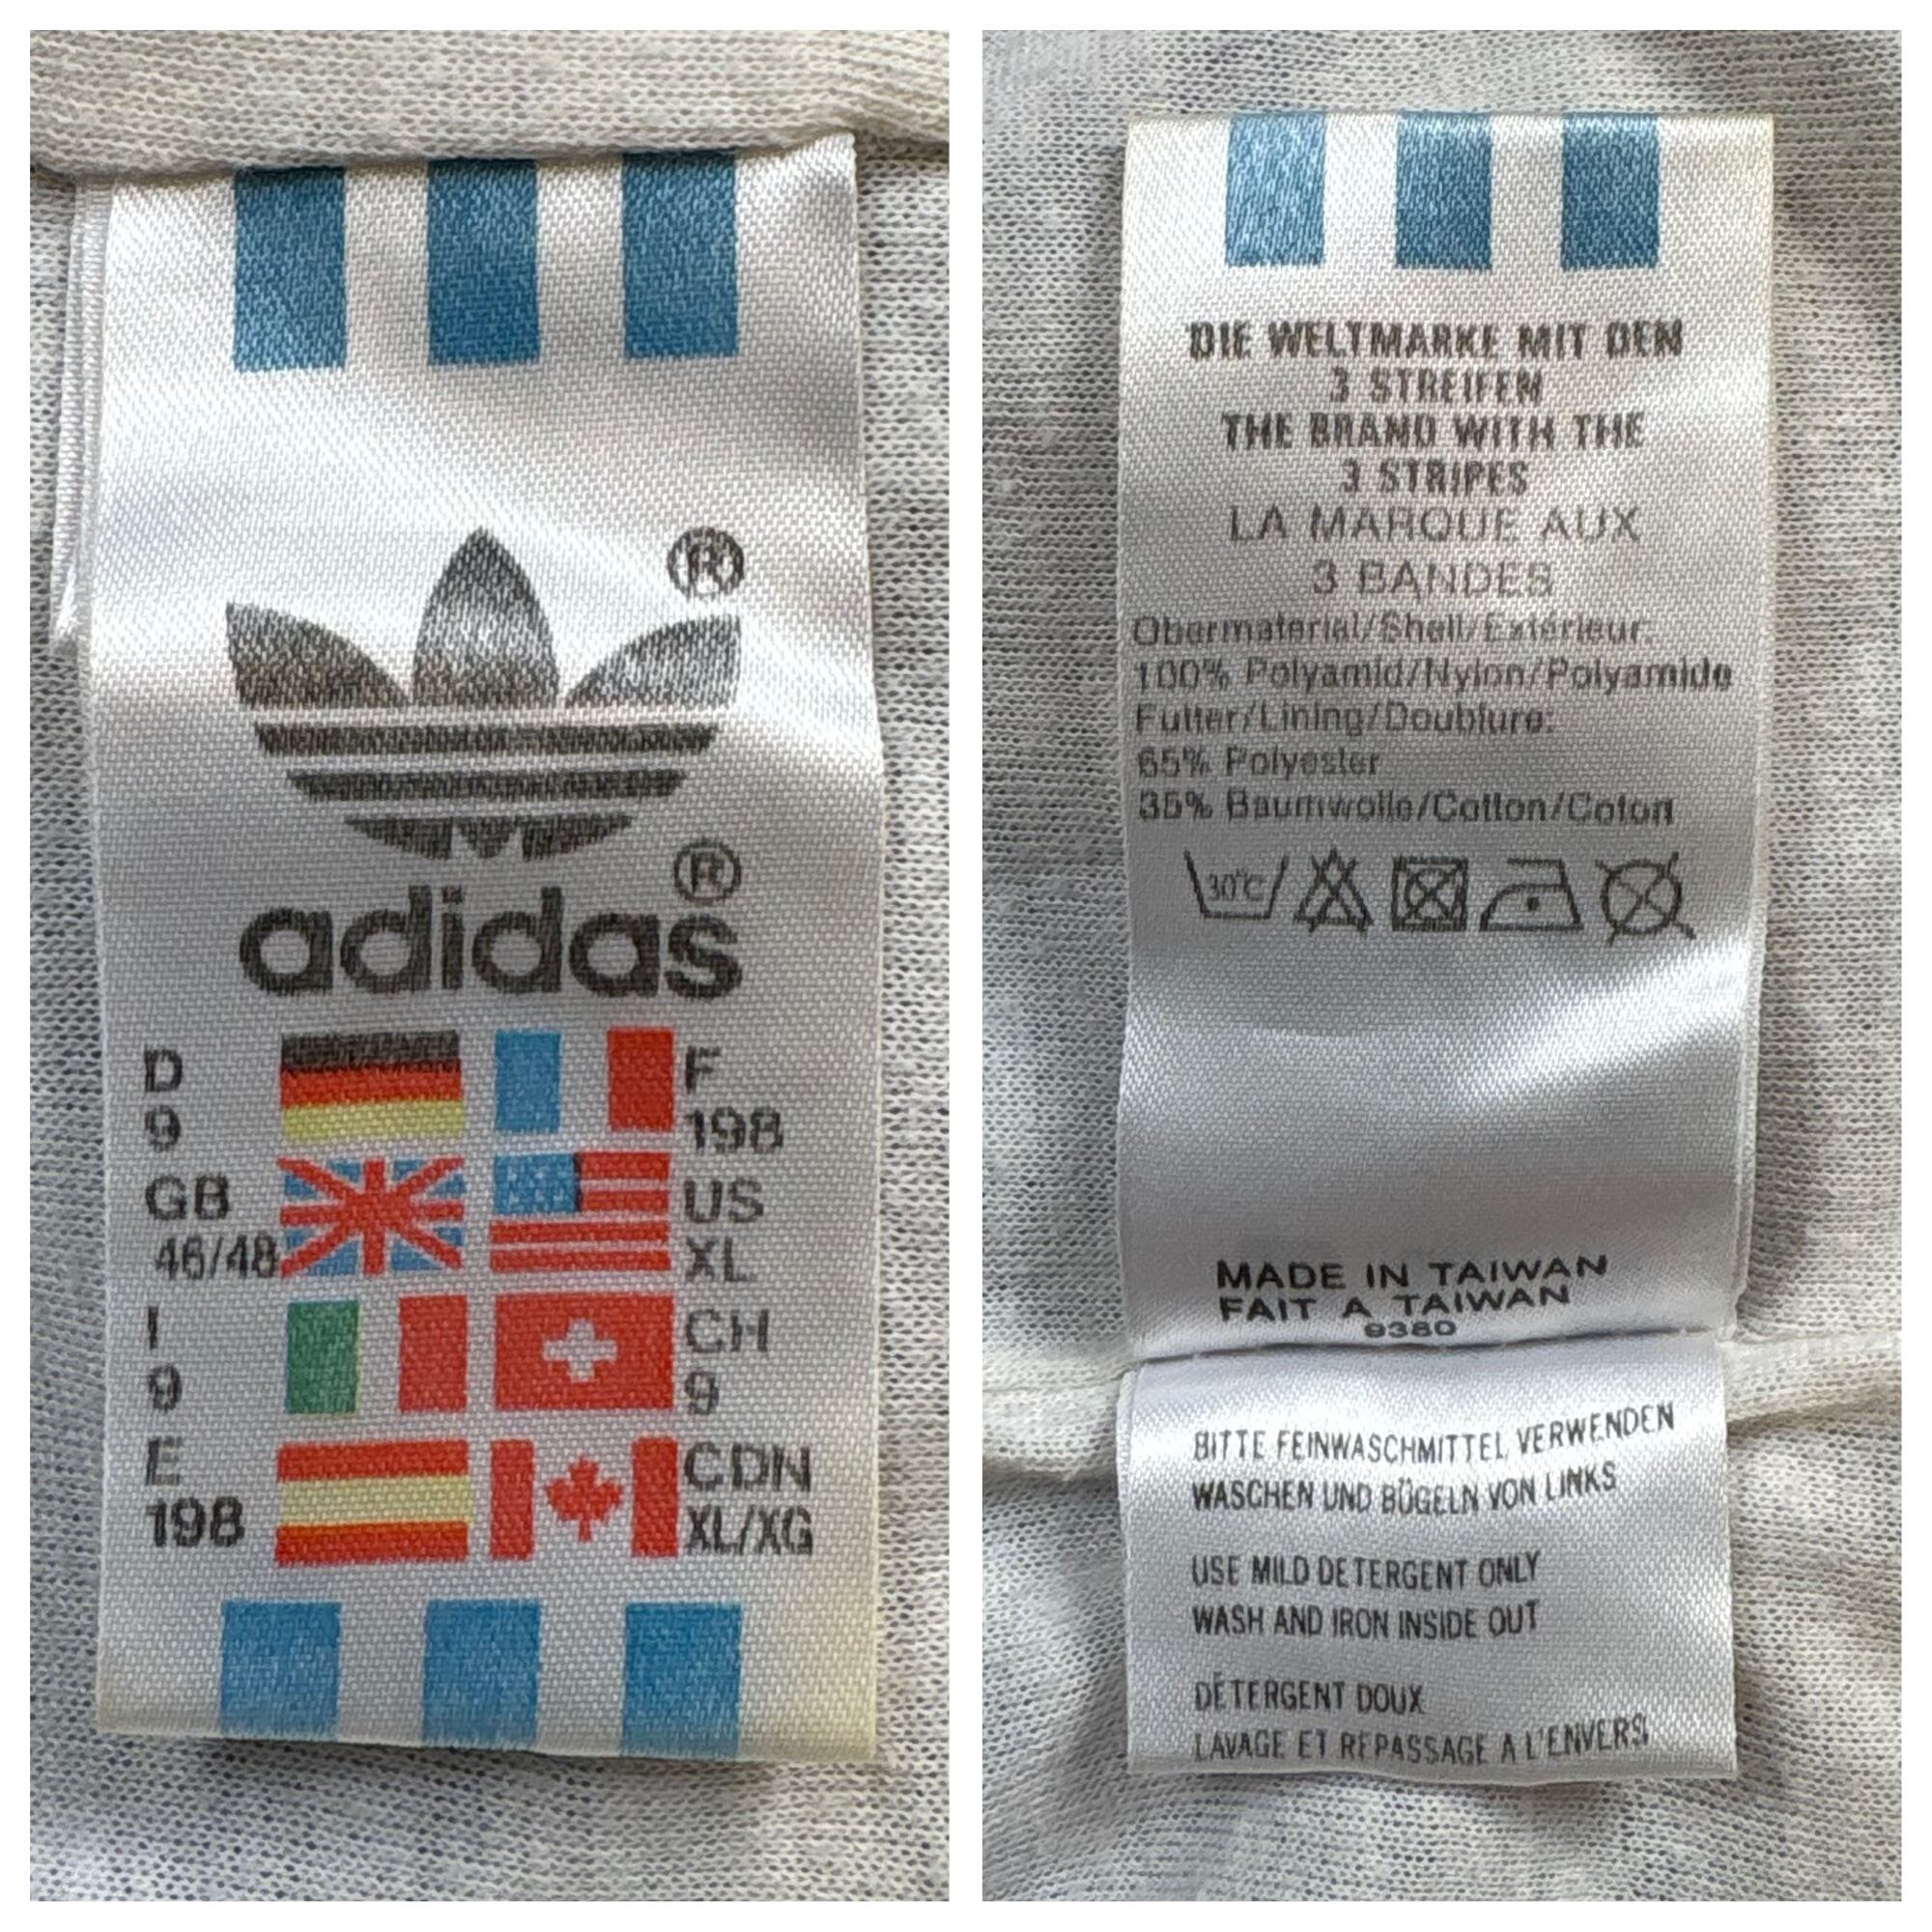 ®
®
adidas
D
9
F
198
GB
46/48
US
XL
I
9
CH
9
E
198
CDN
XL/XG
DIE WELTMARKE MIT DEN
3 STREIFEN
THE BRAND WITH THE
3 STRIPES
LA MARQUE AUX
3 BANDES
Obermaterial/Shell/Extérieur:
100% Polyamid/Nylon/Polyamide
Futter/Lining/Doublure:
65% Polyester
35% Baumwolle/Cotton/Coton
30°C
MADE IN TAIWAN
FAIT A TAIWAN
9380
BITTE FEINWASCHMITTEL VERWENDEN
WASCHEN UND BÜGELN VON LINKS
USE MILD DETERGENT ONLY
WASH AND IRON INSIDE OUT
DÉTERGENT DOUX
LAVAGE ET REPASSAGE A L'ENVERS